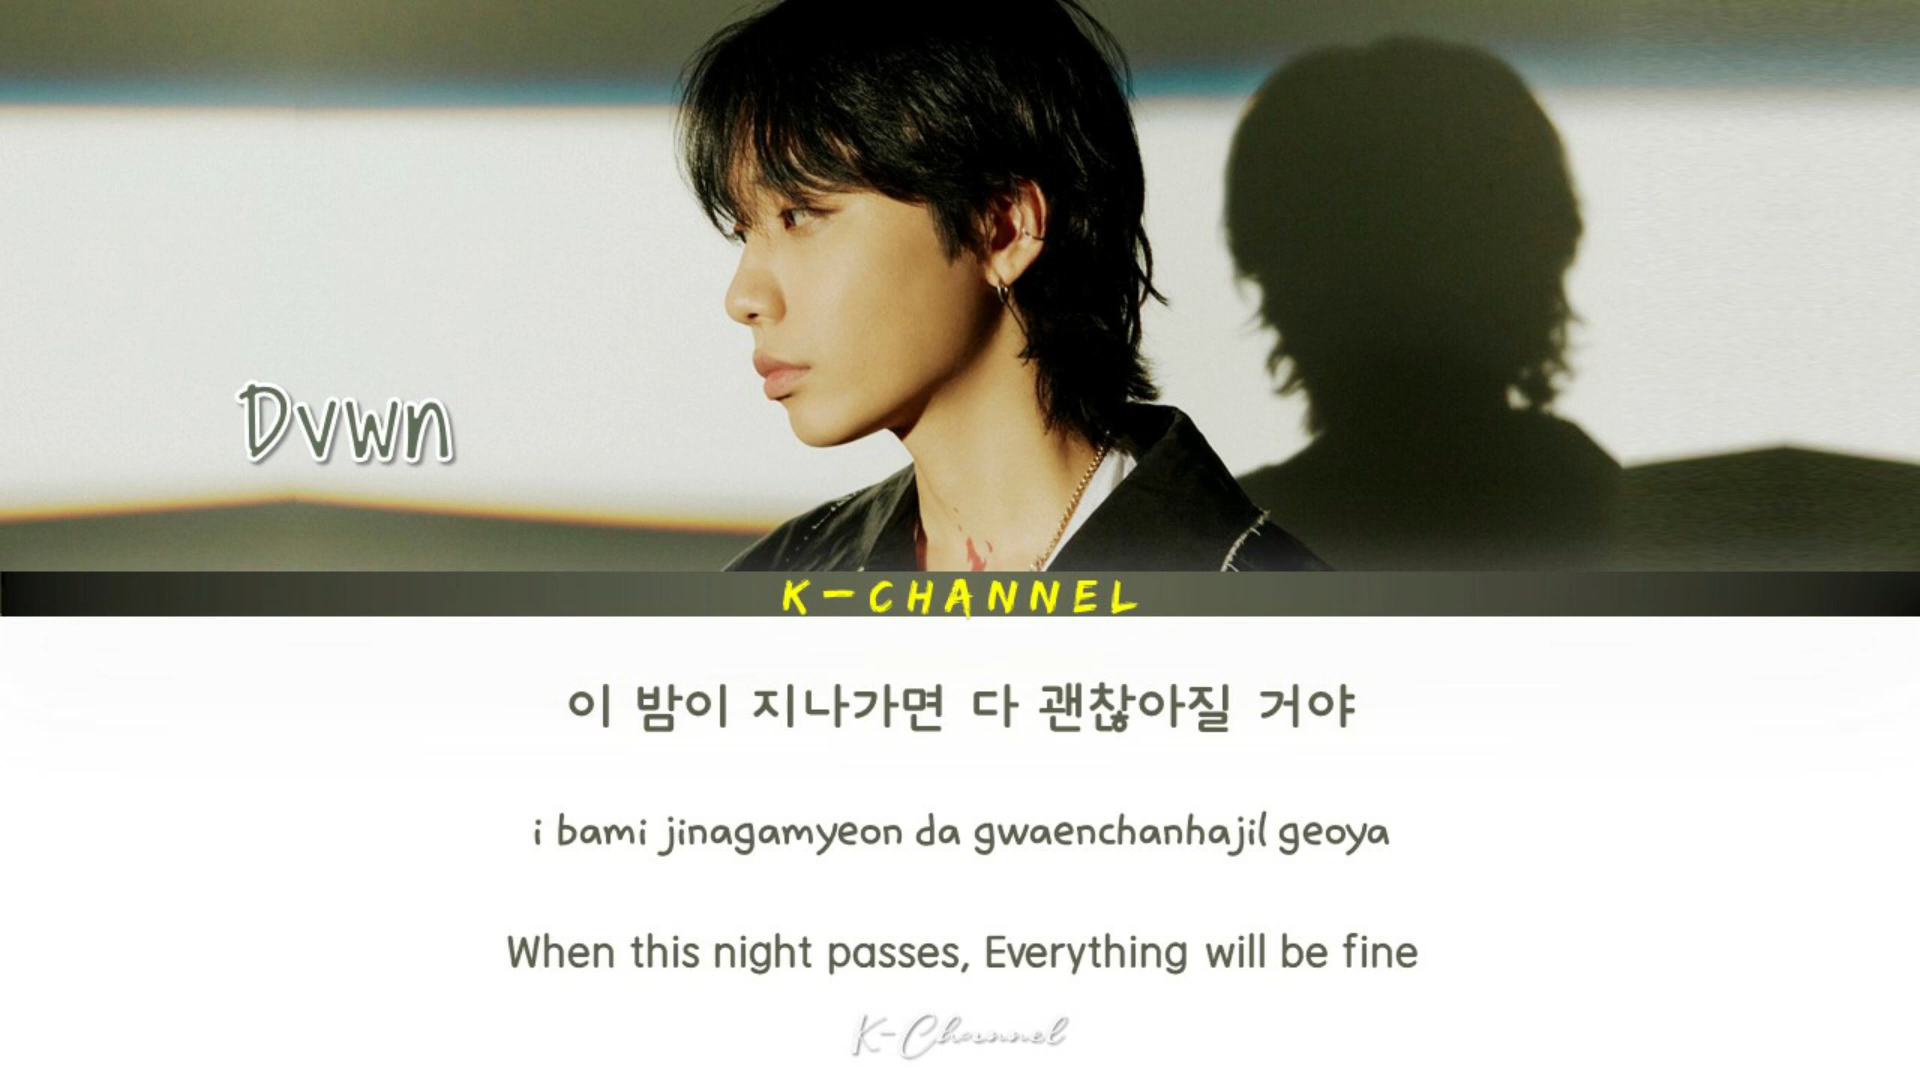 Dvwn
K-CHANNEL
이 밤이 지나가면 다 괜찮아질 거야
i bami jinagamyeon da gwaenchanhajil geoya
When this night passes, Everything will be fine
K-Channel